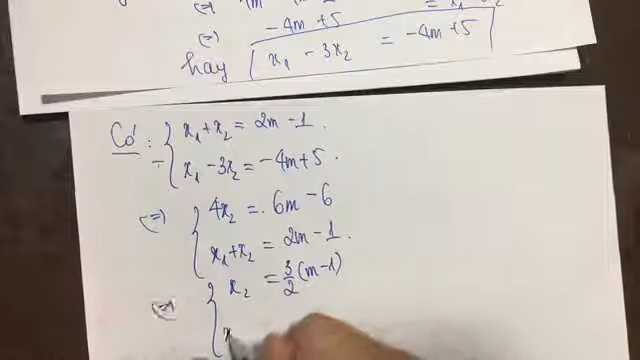 -4m+5
(=)
hay x₁ - 3x₂ = -4m+5
Có: x₁+x₂ = 2m-1.
x₁-3x₂ = -4m+5.
(=) 4x₂ = 6m-6
x₁+x₂ = 2m-1.
(=) x₂ = 3/2 (m-1)